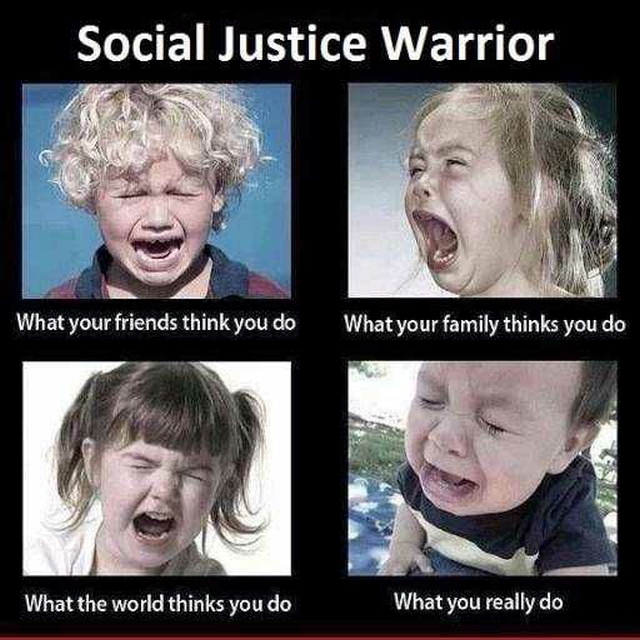 Social Justice Warrior
What your friends think you do
What your family thinks you do
What the world thinks you do
What you really do